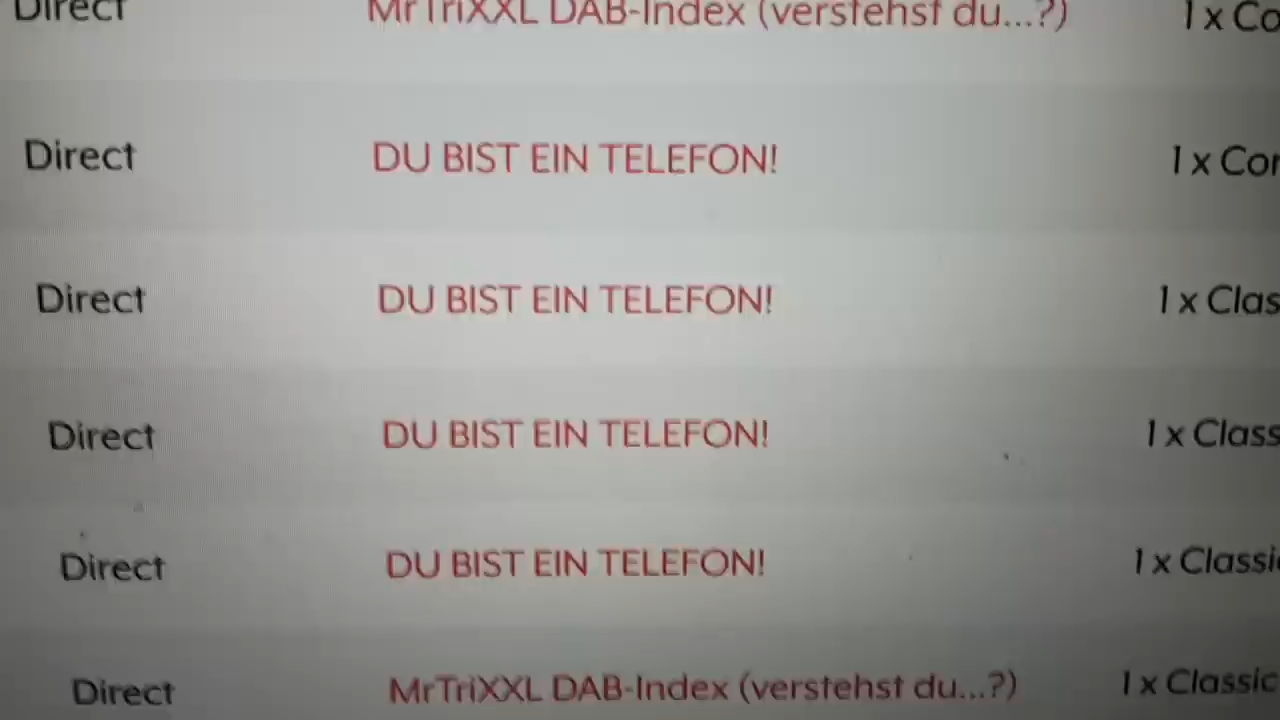 Direct MrTriXXL DAB-Index (verstehst du...?) 1 x Co
Direct DU BIST EIN TELEFON! 1 x Con
Direct DU BIST EIN TELEFON! 1 x Clas
Direct DU BIST EIN TELEFON! 1 x Class
Direct DU BIST EIN TELEFON! 1 x Classic
Direct MrTriXXL DAB-Index (verstehst du...?) 1 x Classic